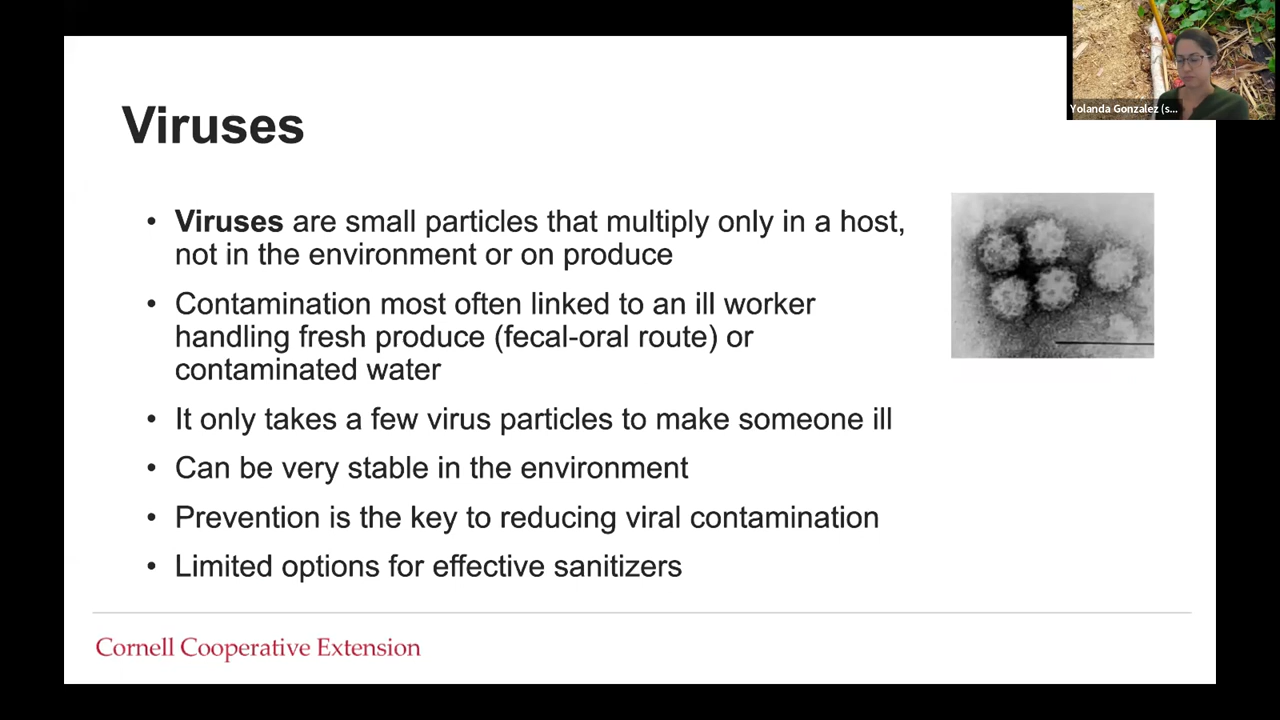 Yolanda Gonzalez (s...
Viruses
• Viruses are small particles that multiply only in a host,
not in the environment or on produce
• Contamination most often linked to an ill worker
handling fresh produce (fecal-oral route) or
contaminated water
• It only takes a few virus particles to make someone ill
• Can be very stable in the environment
• Prevention is the key to reducing viral contamination
• Limited options for effective sanitizers
Cornell Cooperative Extension